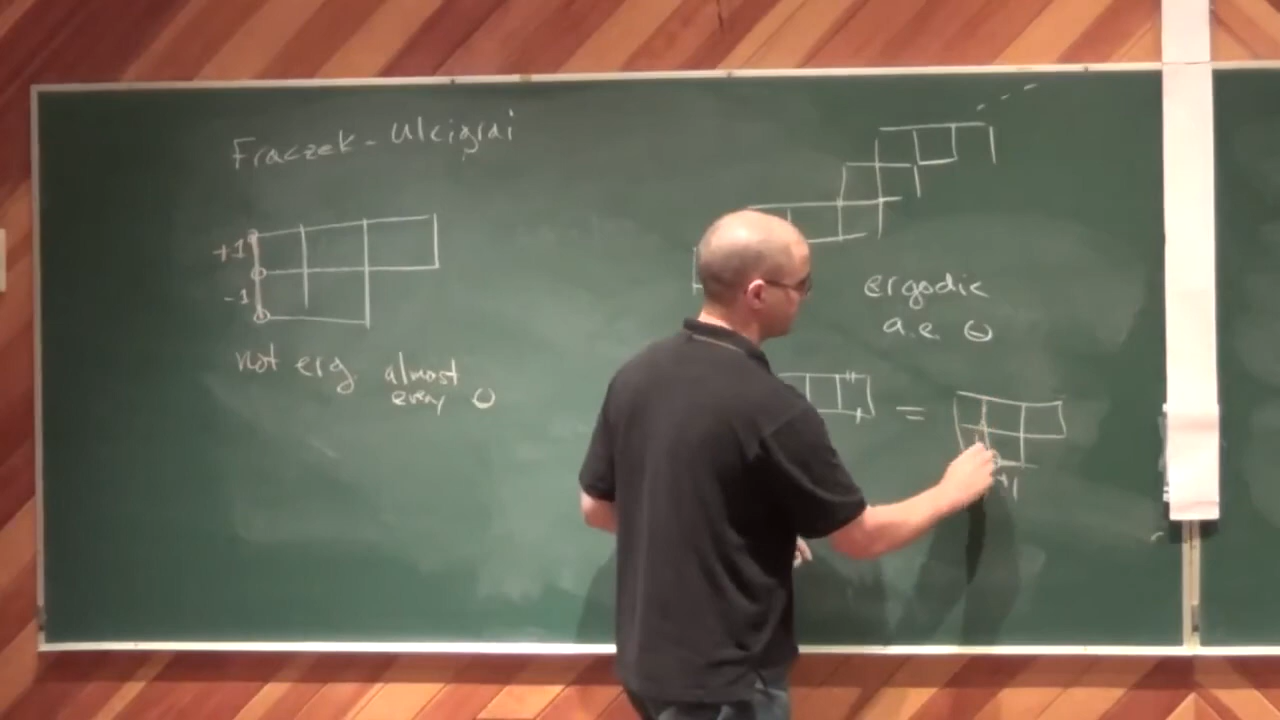 Fraczek - Ulcigrai
+1
-1
not erg. almost
every θ
ergodic
a.e. θ
=